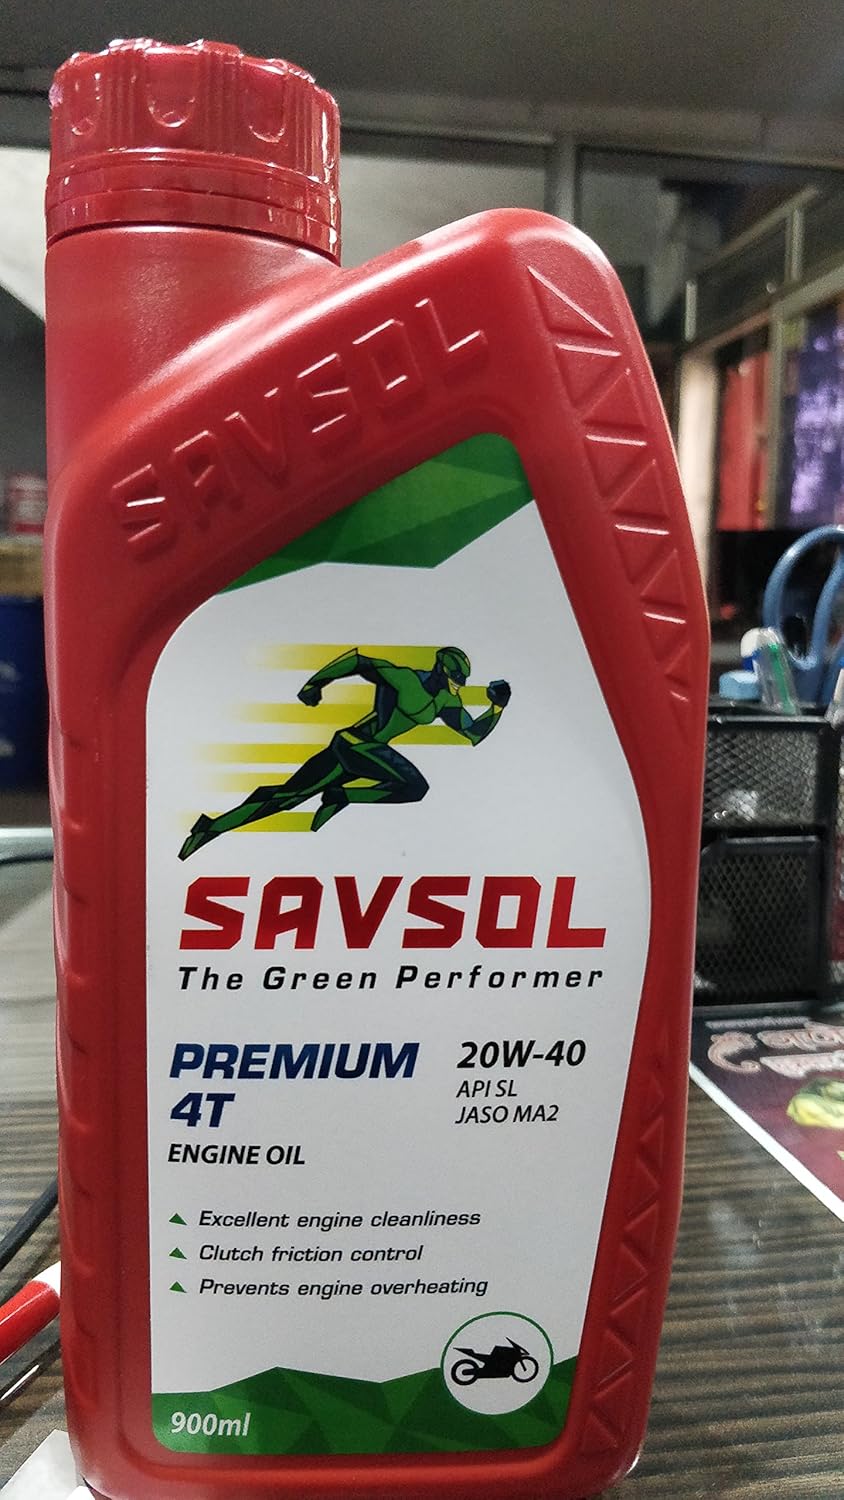 SAVSOL
SAVSOL
The Green Performer
PREMIUM
4T
ENGINE OIL
20W-40
API SL
JASO MA2
Excellent engine cleanliness
Clutch friction control
Prevents engine overheating
900ml